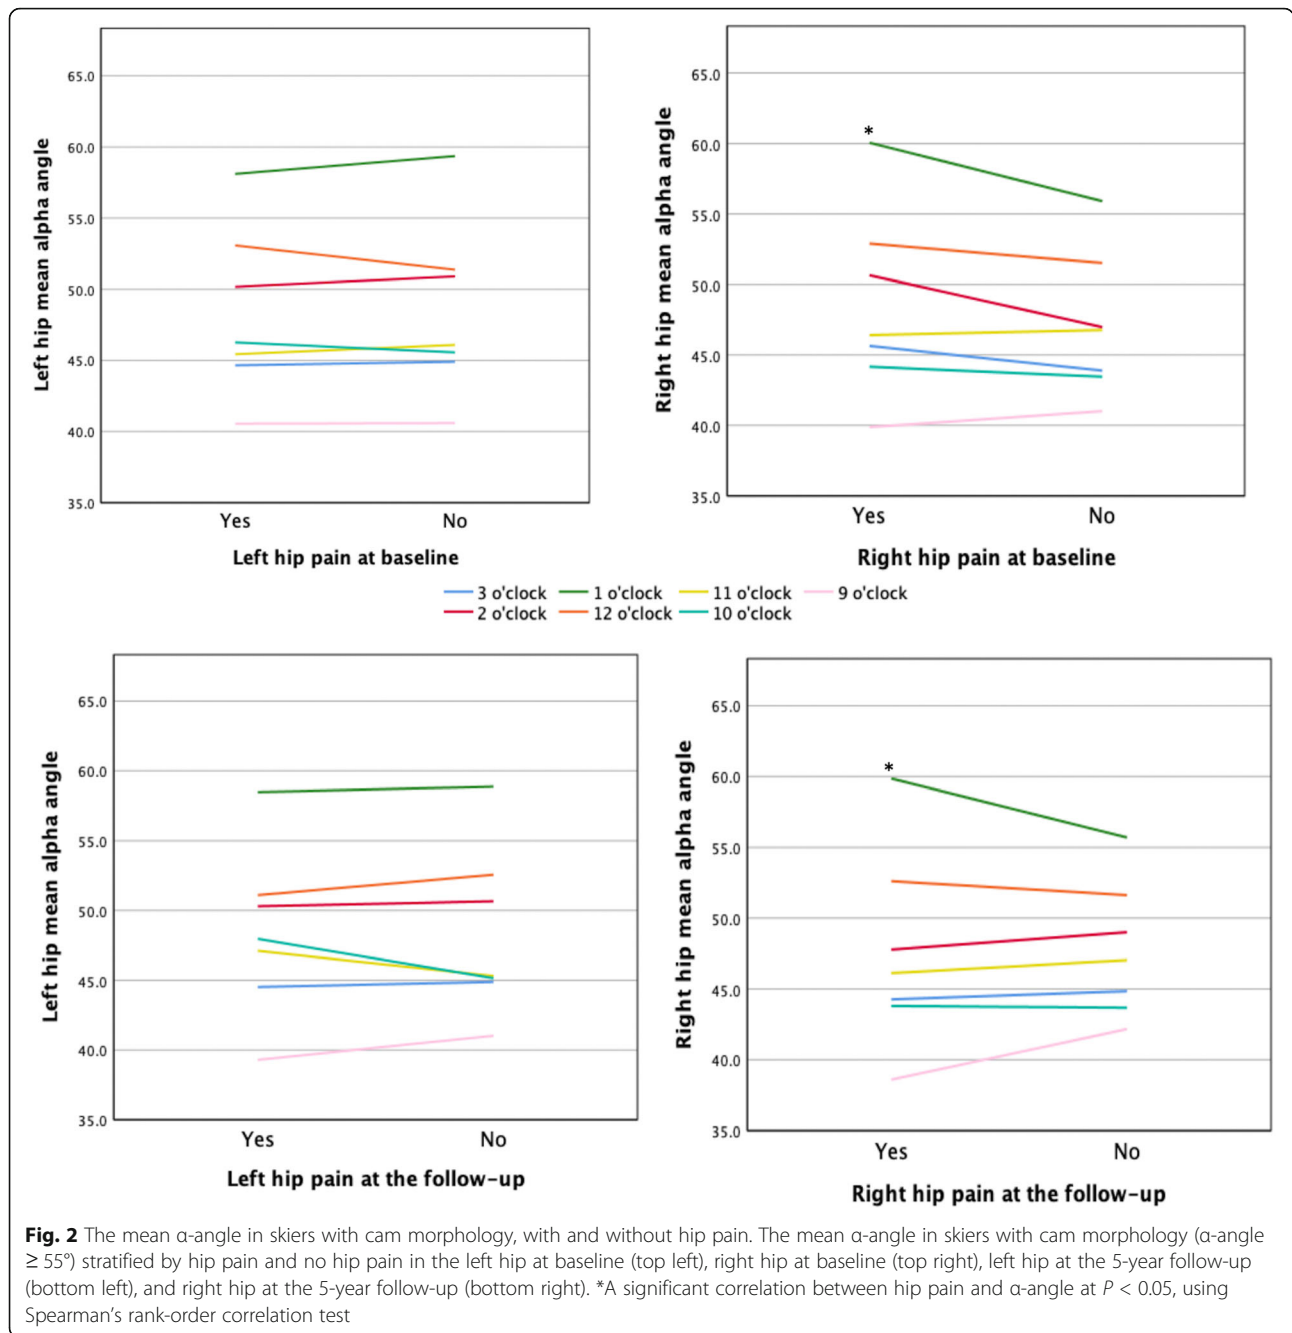 65.0
60.0
55.0
50.0
45.0
40.0
35.0
Left hip mean alpha angle
Yes
No
Left hip pain at baseline
65.0
60.0
55.0
50.0
45.0
40.0
35.0
Right hip mean alpha angle
*
Yes
No
Right hip pain at baseline
3 o'clock 1 o'clock 11 o'clock 9 o'clock
2 o'clock 12 o'clock 10 o'clock
65.0
60.0
55.0
50.0
45.0
40.0
35.0
Left hip mean alpha angle
Yes
No
Left hip pain at the follow-up
65.0
60.0
55.0
50.0
45.0
40.0
35.0
Right hip mean alpha angle
*
Yes
No
Right hip pain at the follow-up
Fig. 2 The mean α-angle in skiers with cam morphology, with and without hip pain. The mean α-angle in skiers with cam morphology (α-angle
≥ 55°) stratified by hip pain and no hip pain in the left hip at baseline (top left), right hip at baseline (top right), left hip at the 5-year follow-up
(bottom left), and right hip at the 5-year follow-up (bottom right). *A significant correlation between hip pain and α-angle at P < 0.05, using
Spearman's rank-order correlation test